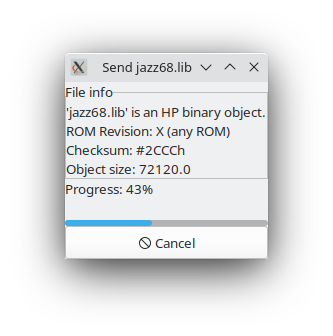 Send jazz68.lib
File info
'jazz68.lib' is an HP binary object.
ROM Revision: X (any ROM)
Checksum: #2CCCh
Object size: 72120.0
Progress: 43%
Cancel